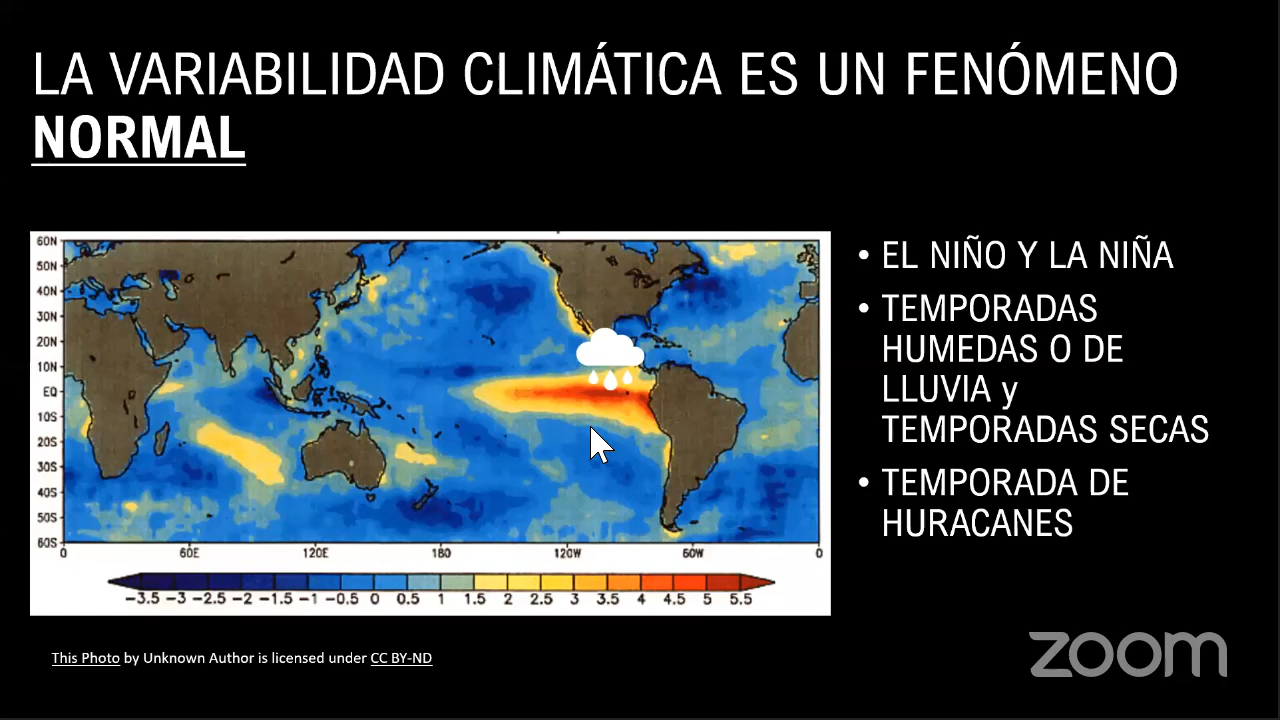 LA VARIABILIDAD CLIMÁTICA ES UN FENÓMENO
NORMAL
60N
50N
40N
30N
20N
10N
EQ
10S
20S
30S
40S
50S
60S
0 60E 120E 180 120W 60W 0
−3.5 −3 −2.5 −2 −1.5 −1 −0.5 0 0.5 1 1.5 2 2.5 3 3.5 4 4.5 5 5.5
• EL NIÑO Y LA NIÑA
• TEMPORADAS
HUMEDAS O DE
LLUVIA y
TEMPORADAS SECAS
• TEMPORADA DE
HURACANES
This Photo by Unknown Author is licensed under CC BY-ND
zoom